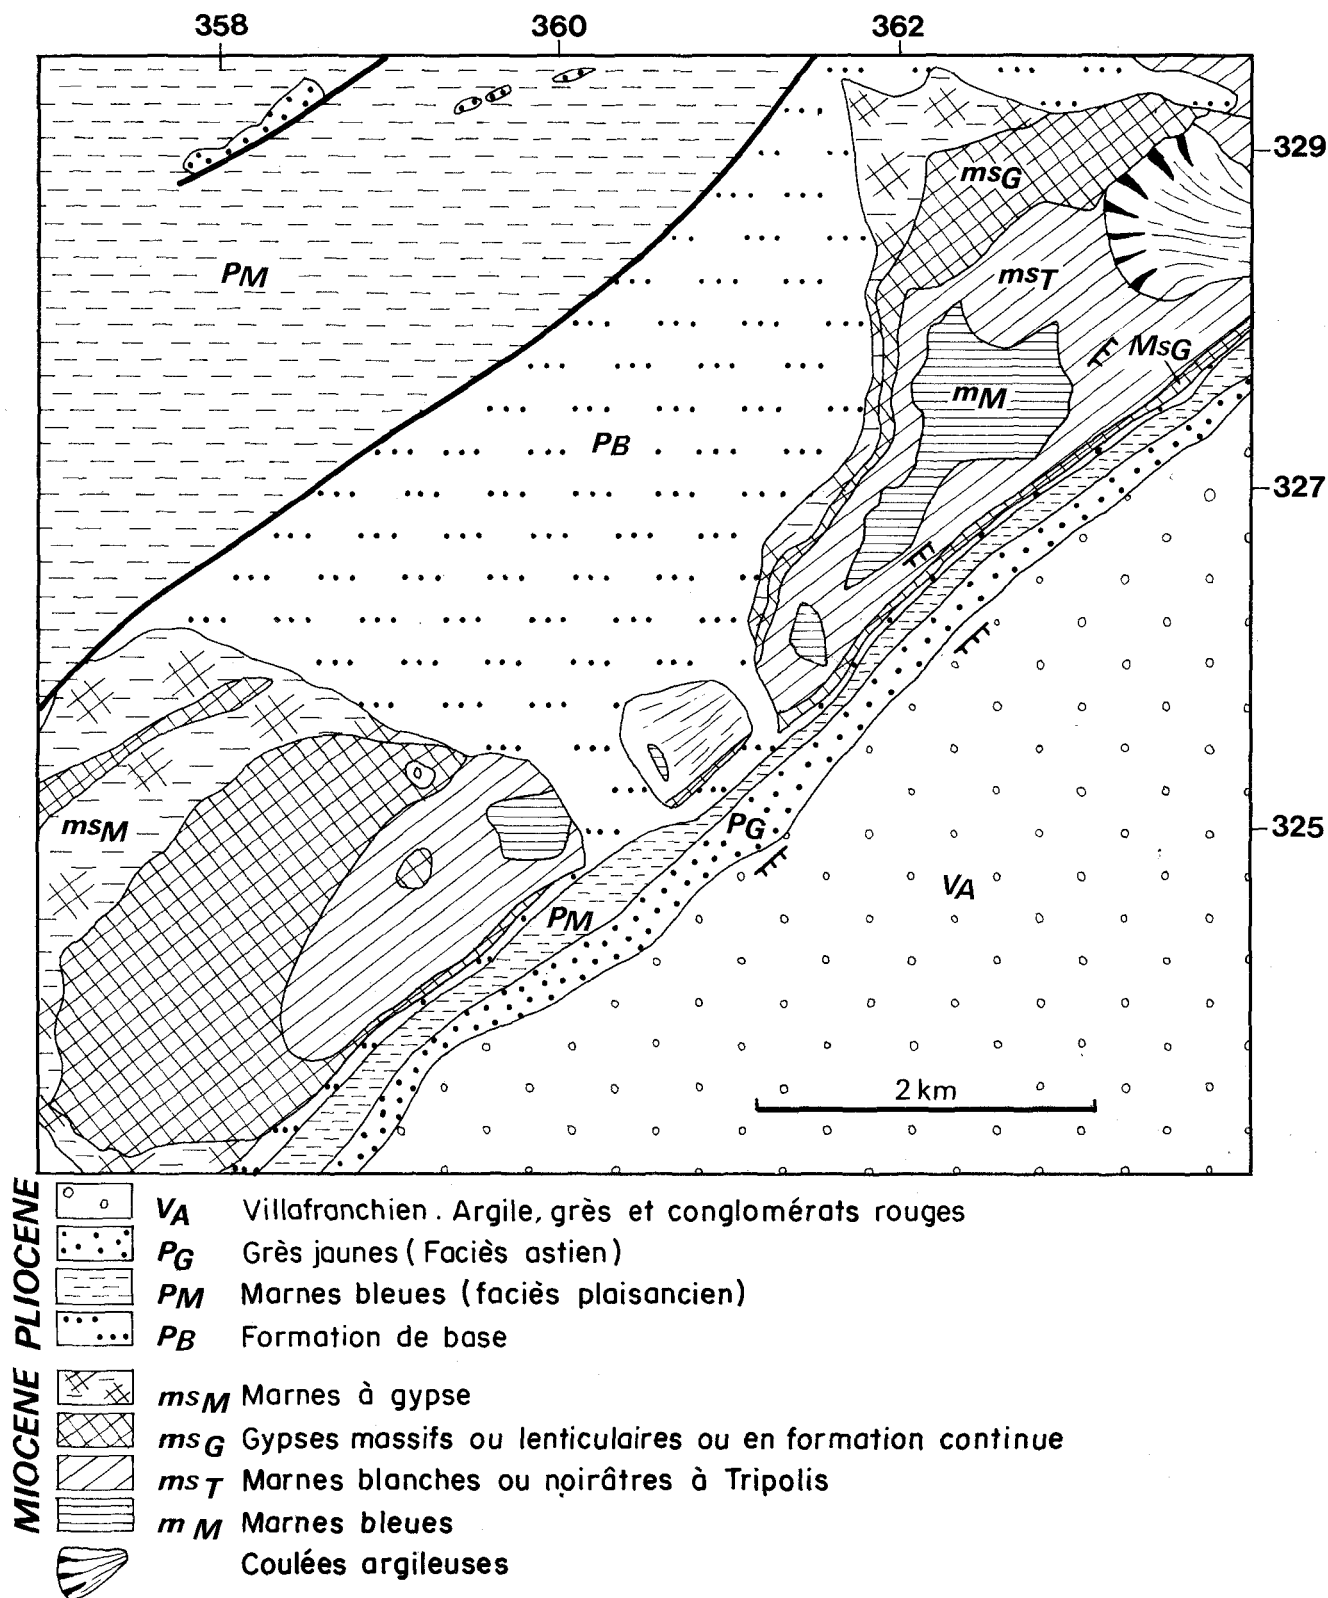 358 360 362
329
msG
msT
PM
MsG
mM
PB
327
msM
325
PG
VA
PM
2 km
PLIOCENE
VA Villafranchien. Argile, grès et conglomérats rouges
PG Grès jaunes (Faciès astien)
PM Marnes bleues (faciès plaisancien)
PB Formation de base
MIOCENE
msM Marnes à gypse
msG Gypses massifs ou lenticulaires ou en formation continue
msT Marnes blanches ou noirâtres à Tripolis
mM Marnes bleues
Coulées argileuses